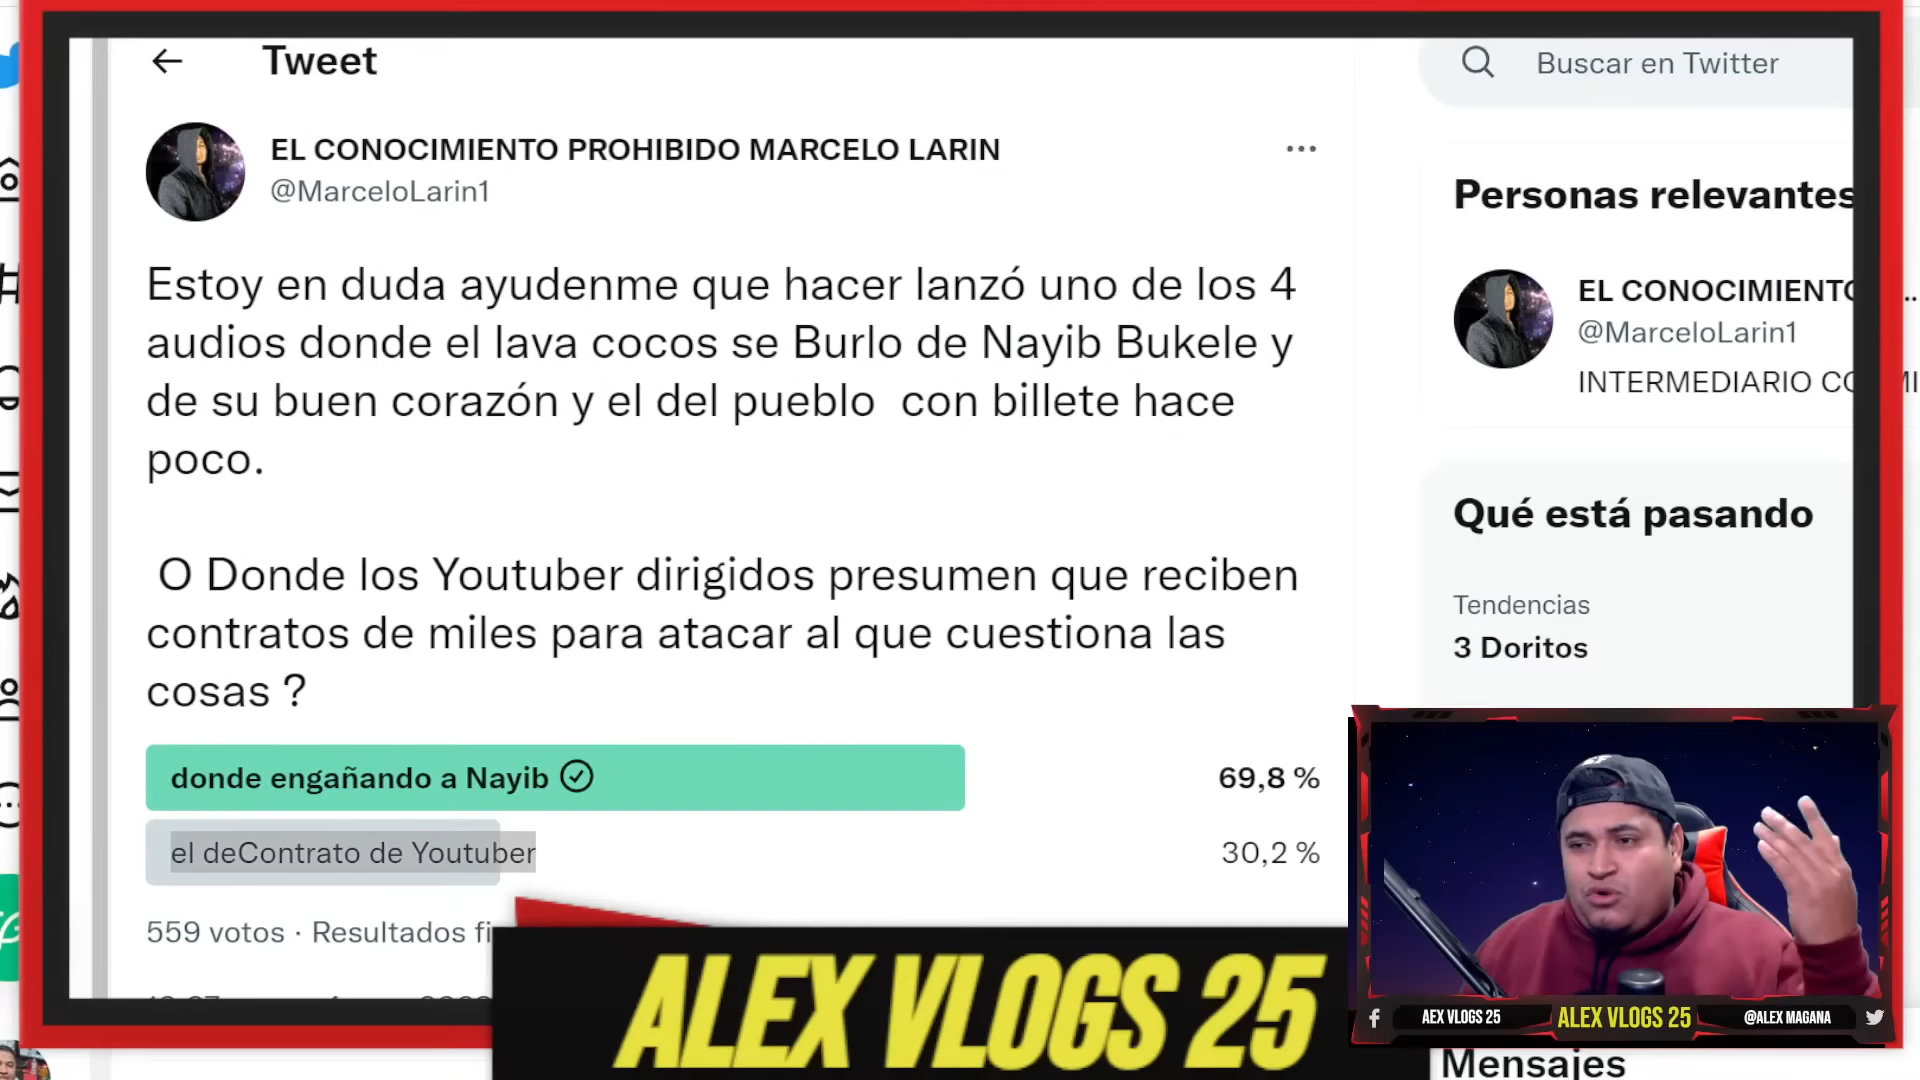 Tweet
Buscar en Twitter
EL CONOCIMIENTO PROHIBIDO MARCELO LARIN
@MarceloLarin1
Estoy en duda ayudenme que hacer lanzó uno de los 4
audios donde el lava cocos se Burlo de Nayib Bukele y
de su buen corazón y el del pueblo con billete hace
poco.
O Donde los Youtuber dirigidos presumen que reciben
contratos de miles para atacar al que cuestiona las
cosas ?
donde engañando a Nayib
69,8 %
el deContrato de Youtuber
30,2 %
559 votos · Resultados fi
Personas relevantes
EL CONOCIMIENTO ...
@MarceloLarin1
INTERMEDIARIO
Qué está pasando
Tendencias
3 Doritos
ALEX VLOGS 25
AEX VLOGS 25
ALEX VLOGS 25
@ALEX MAGANA
Mensajes